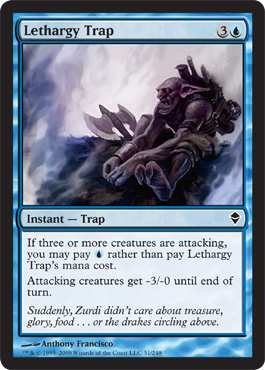 Lethargy Trap 3
Instant — Trap
If three or more creatures are attacking,
you may pay rather than pay Lethargy
Trap's mana cost.
Attacking creatures get -3/-0 until end of
turn.
Suddenly, Zurdi didn't care about treasure,
glory, food . . . or the drakes circling above.
Anthony Francisco
™ & © 1993–2009 Wizards of the Coast LLC 51/249